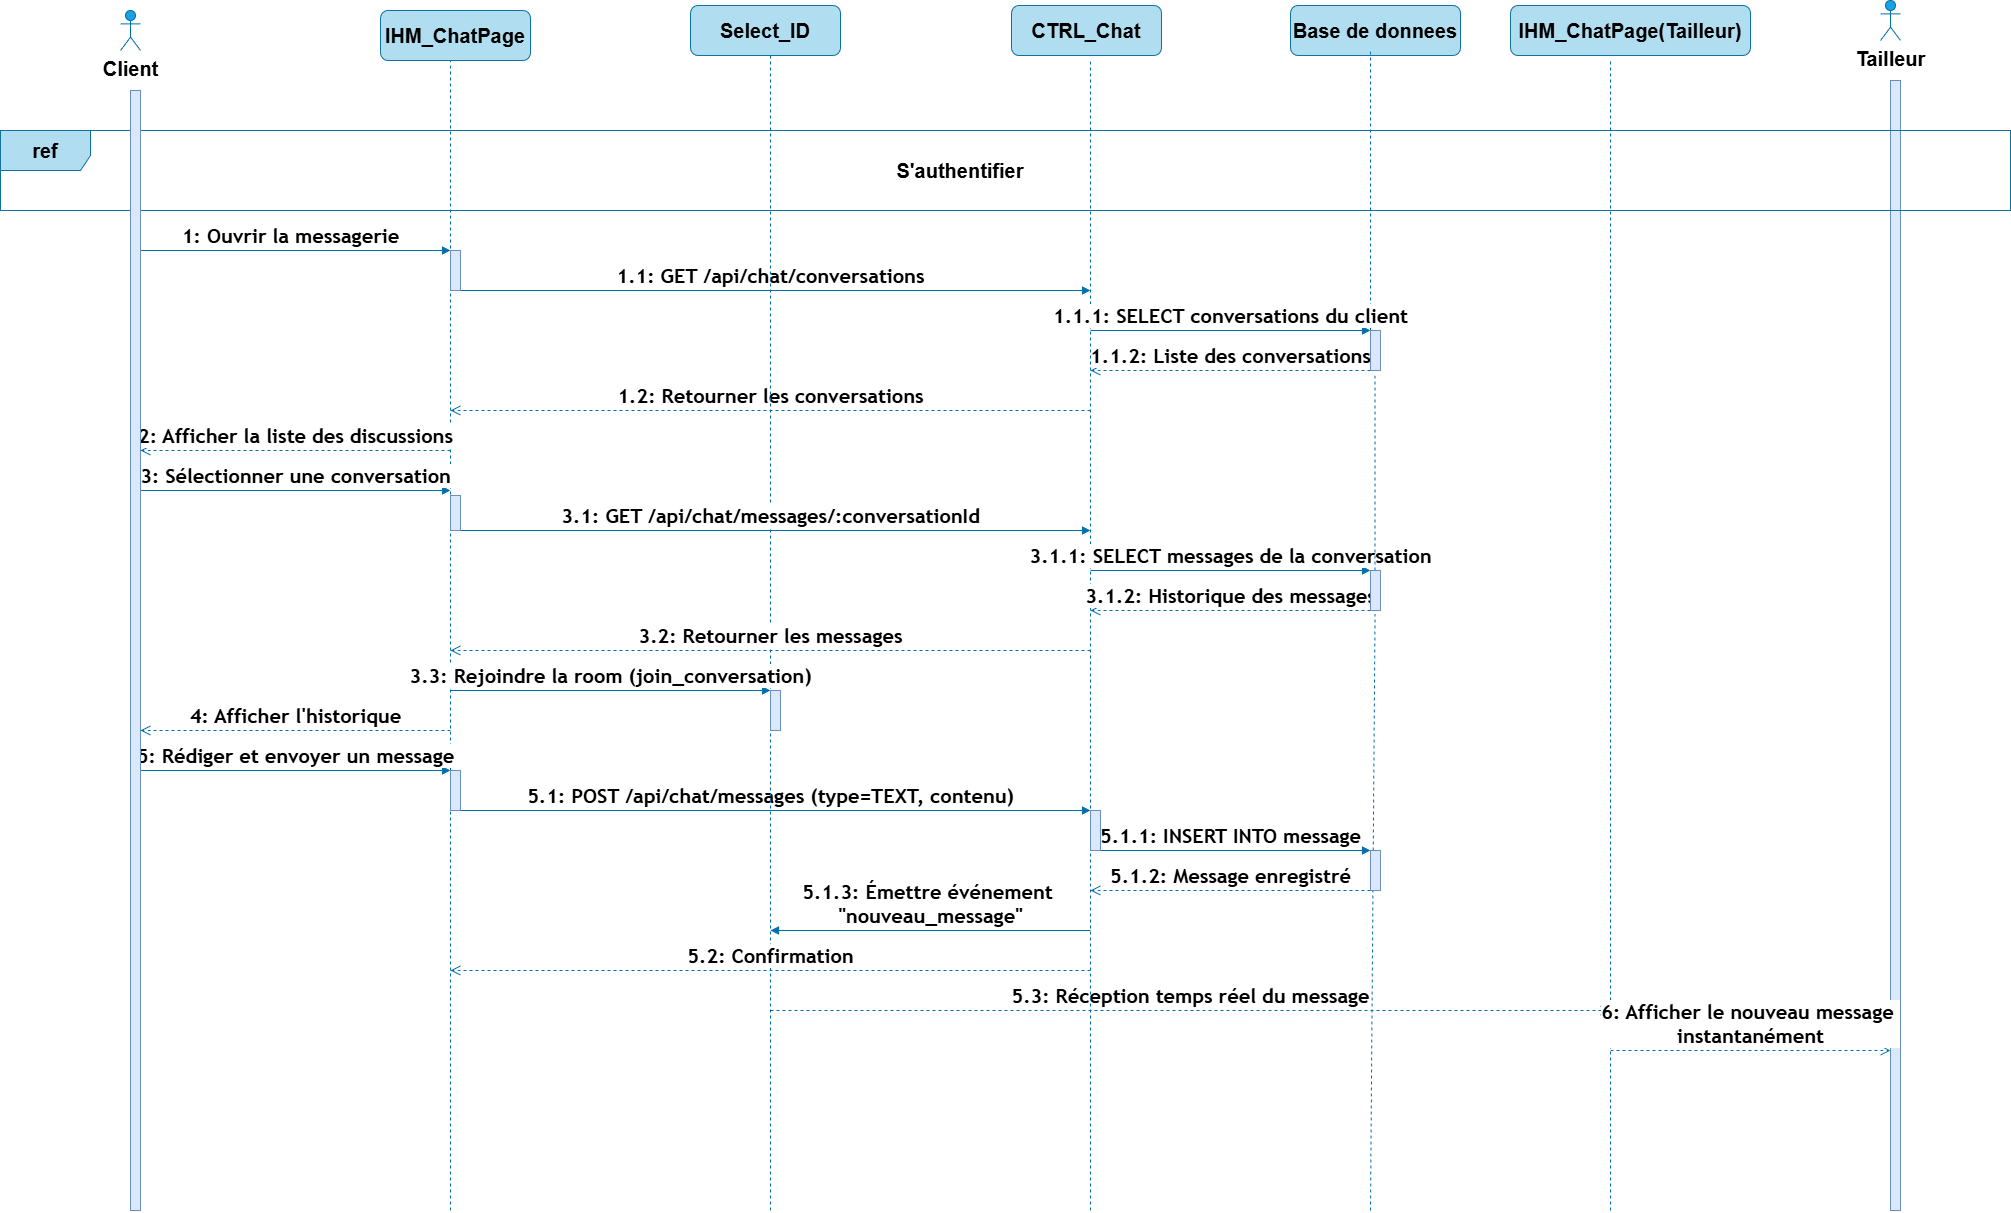 Client
IHM_ChatPage
Select_ID
CTRL_Chat
Base de donnees
IHM_ChatPage(Tailleur)
Tailleur
ref
S'authentifier
1: Ouvrir la messagerie
1.1: GET /api/chat/conversations
1.1.1: SELECT conversations du client
1.1.2: Liste des conversations
1.2: Retourner les conversations
2: Afficher la liste des discussions
3: Sélectionner une conversation
3.1: GET /api/chat/messages/:conversationId
3.1.1: SELECT messages de la conversation
3.1.2: Historique des messages
3.2: Retourner les messages
3.3: Rejoindre la room (join_conversation)
4: Afficher l'historique
5: Rédiger et envoyer un message
5.1: POST /api/chat/messages (type=TEXT, contenu)
5.1.1: INSERT INTO message
5.1.2: Message enregistré
5.1.3: Émettre événement
"nouveau_message"
5.2: Confirmation
5.3: Réception temps réel du message
6: Afficher le nouveau message
instantanément